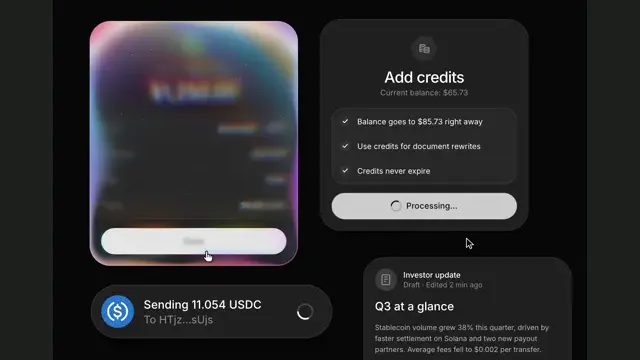 Add credits
Current balance: $65.73
Balance goes to $85.73 right away
Use credits for document rewrites
Credits never expire
Processing...
Sending 11.054 USDC
To HTjz...sUjs
Investor update
Draft · Edited 2 min ago
Q3 at a glance
Stablecoin volume grew 38% this quarter, driven by
faster settlement on Solana and two new payout
partners. Average fees fell to $0.002 per transfer.